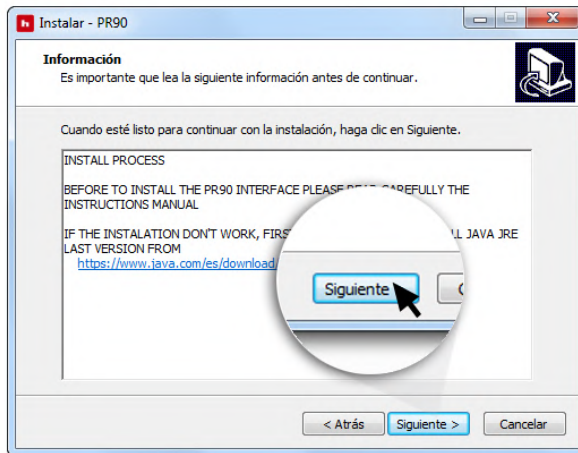 Instalar - PR90
Información
Es importante que lea la siguiente información antes de continuar.
Cuando esté listo para continuar con la instalación, haga clic en Siguiente.
INSTALL PROCESS
BEFORE TO INSTALL THE PR90 INTERFACE PLEASE READ CAREFULLY THE
INSTRUCTIONS MANUAL
IF THE INSTALATION DON'T WORK, FIRS LL JAVA JRE
LAST VERSION FROM
https://www.java.com/es/download/
Siguiente
< Atrás
Siguiente >
Cancelar